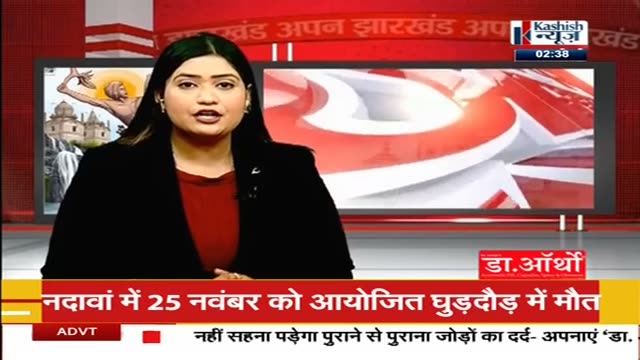 झारखंड अपन झारखंड अपन झारखंड
Kashish
न्यूज़
02:38
डा.ऑर्थो
नदावां में 25 नवंबर को आयोजित घुड़दौड़ में मौत
ADVT
नहीं सहना पड़ेगा पुराने से पुराना जोड़ों का दर्द- अपनाएं 'डा.